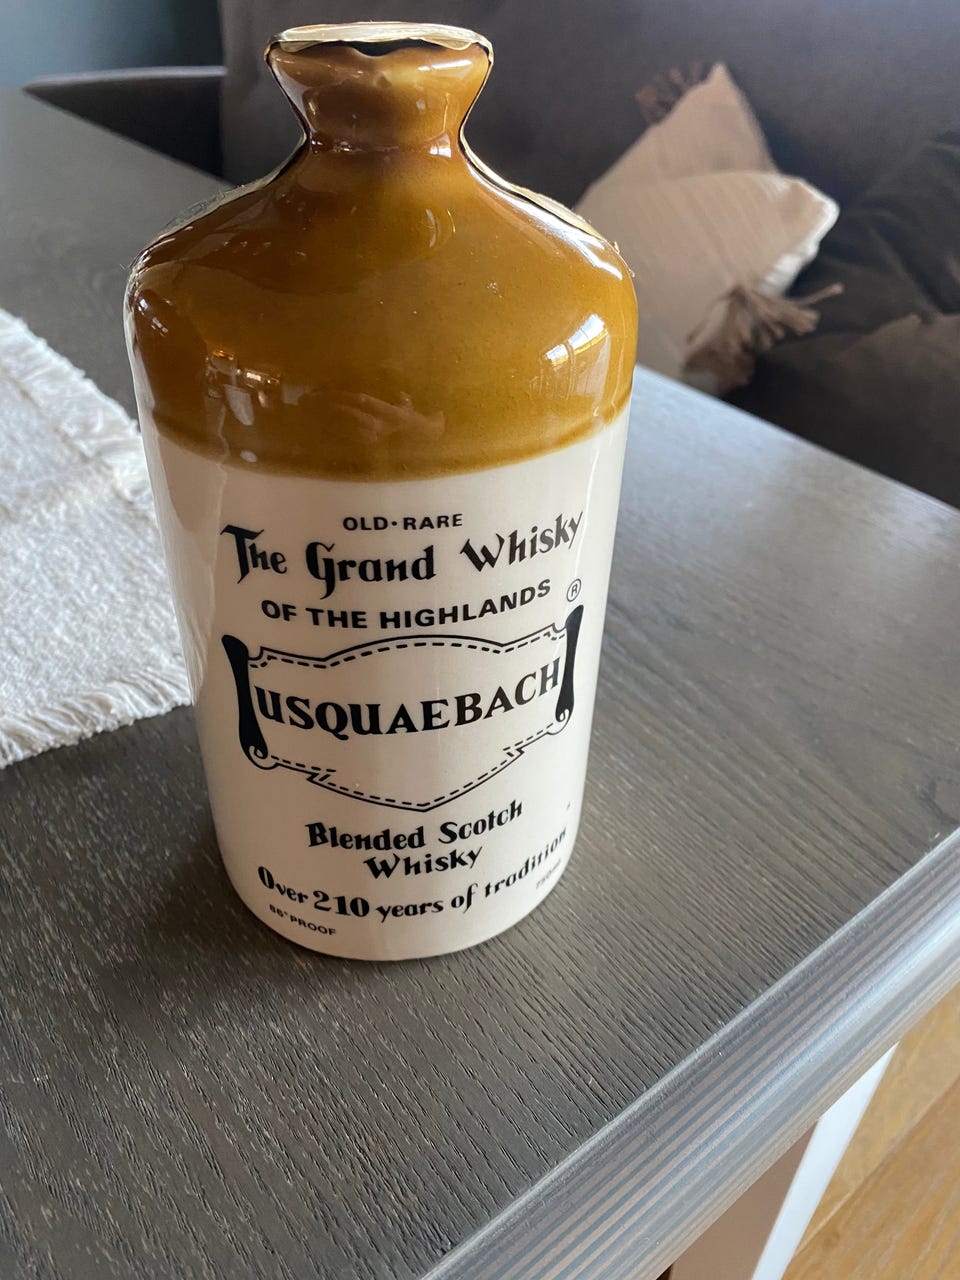 OLD·RARE
The Grand Whisky
OF THE HIGHLANDS ®
USQUAEBACH
Blended Scotch
Whisky
Over 210 years of tradition
86° PROOF